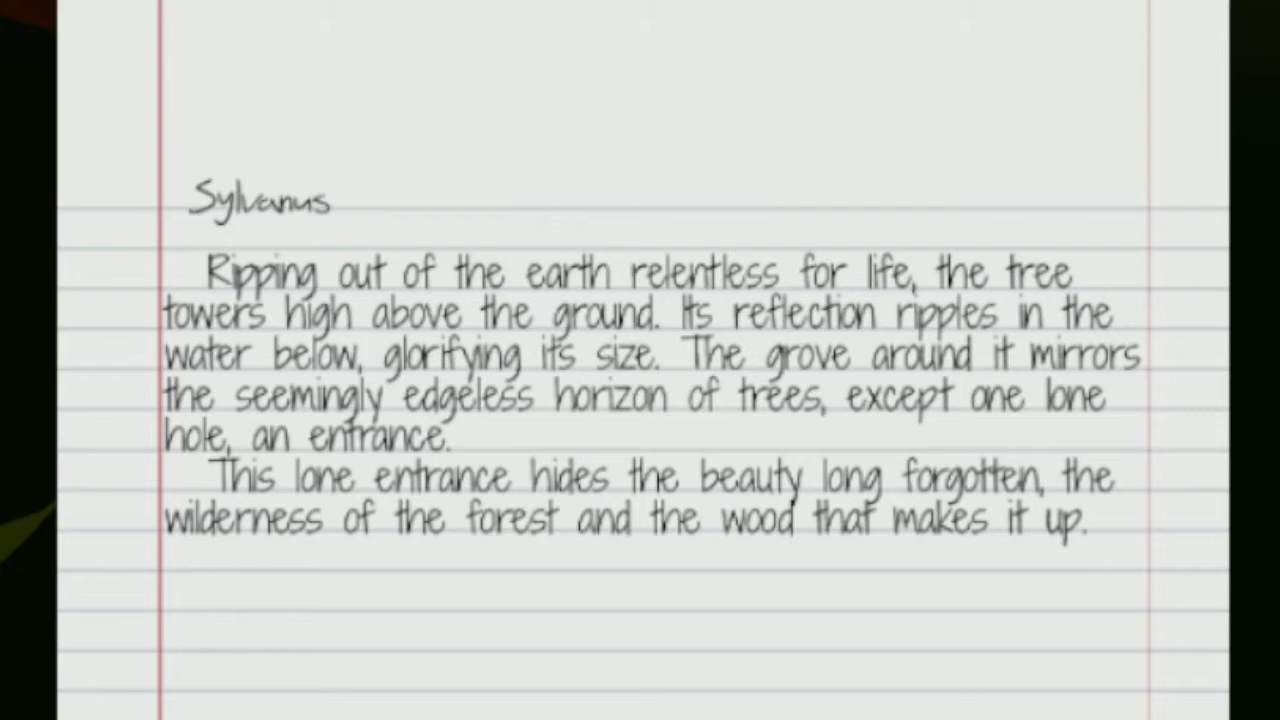 Sylvanus
Ripping out of the earth relentless for life, the tree
towers high above the ground. Its reflection ripples in the
water below, glorifying its size. The grove around it mirrors
the seemingly edgeless horizon of trees, except one lone
hole, an entrance.
This lone entrance hides the beauty long forgotten, the
wilderness of the forest and the wood that makes it up.